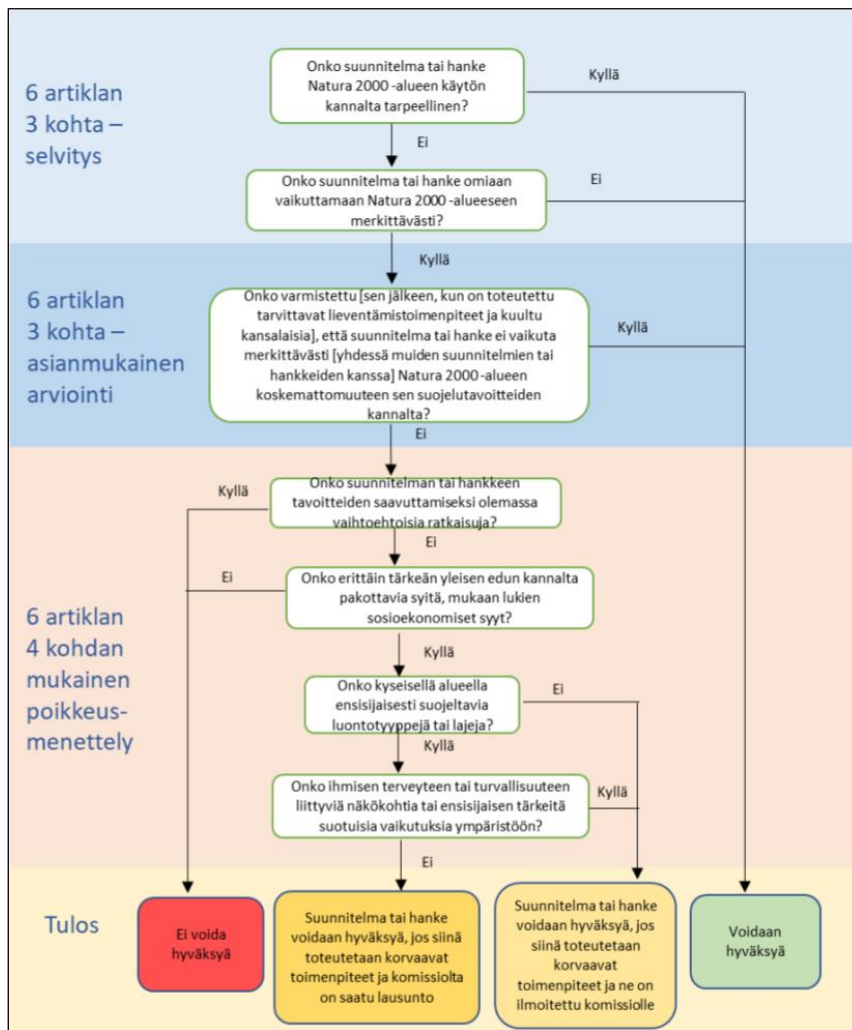 6 artiklan
3 kohta –
selvitys
Onko suunnitelma tai hanke
Natura 2000 -alueen käytön
kannalta tarpeellinen?
Kyllä
Ei
Onko suunnitelma tai hanke omiaan
vaikuttamaan Natura 2000 -alueeseen
merkittävästi?
Ei
Kyllä
6 artiklan
3 kohta –
asianmukainen
arviointi
Onko varmistettu [sen jälkeen, kun on toteutettu
tarvittavat lieventämistoimenpiteet ja kuultu
kansalaisia], että suunnitelma tai hanke ei vaikuta
merkittävästi [yhdessä muiden suunnitelmien tai
hankkeiden kanssa] Natura 2000 -alueen
koskemattomuuteen sen suojelutavoitteiden
kannalta?
Kyllä
Ei
6 artiklan
4 kohdan
mukainen
poikkeus-
menettely
Onko suunnitelman tai hankkeen
tavoitteiden saavuttamiseksi olemassa
vaihtoehtoisia ratkaisuja?
Kyllä
Ei
Onko erittäin tärkeän yleisen edun kannalta
pakottavia syitä, mukaan lukien
sosioekonomiset syyt?
Ei
Kyllä
Onko kyseisellä alueella
ensisijaisesti suojeltavia
luontotyyppejä tai lajeja?
Ei
Kyllä
Onko ihmisen terveyteen tai turvallisuuteen
liittyviä näkökohtia tai ensisijaisen tärkeitä
suotuisia vaikutuksia ympäristöön?
Kyllä
Ei
Tulos
Ei voida
hyväksyä
Suunnitelma tai hanke
voidaan hyväksyä, jos siinä
toteutetaan korvaavat
toimenpiteet ja komissiolta
on saatu lausunto
Suunnitelma tai hanke
voidaan hyväksyä, jos
siinä toteutetaan
korvaavat
toimenpiteet ja ne on
ilmoitettu komissiolle
Voidaan
hyväksyä